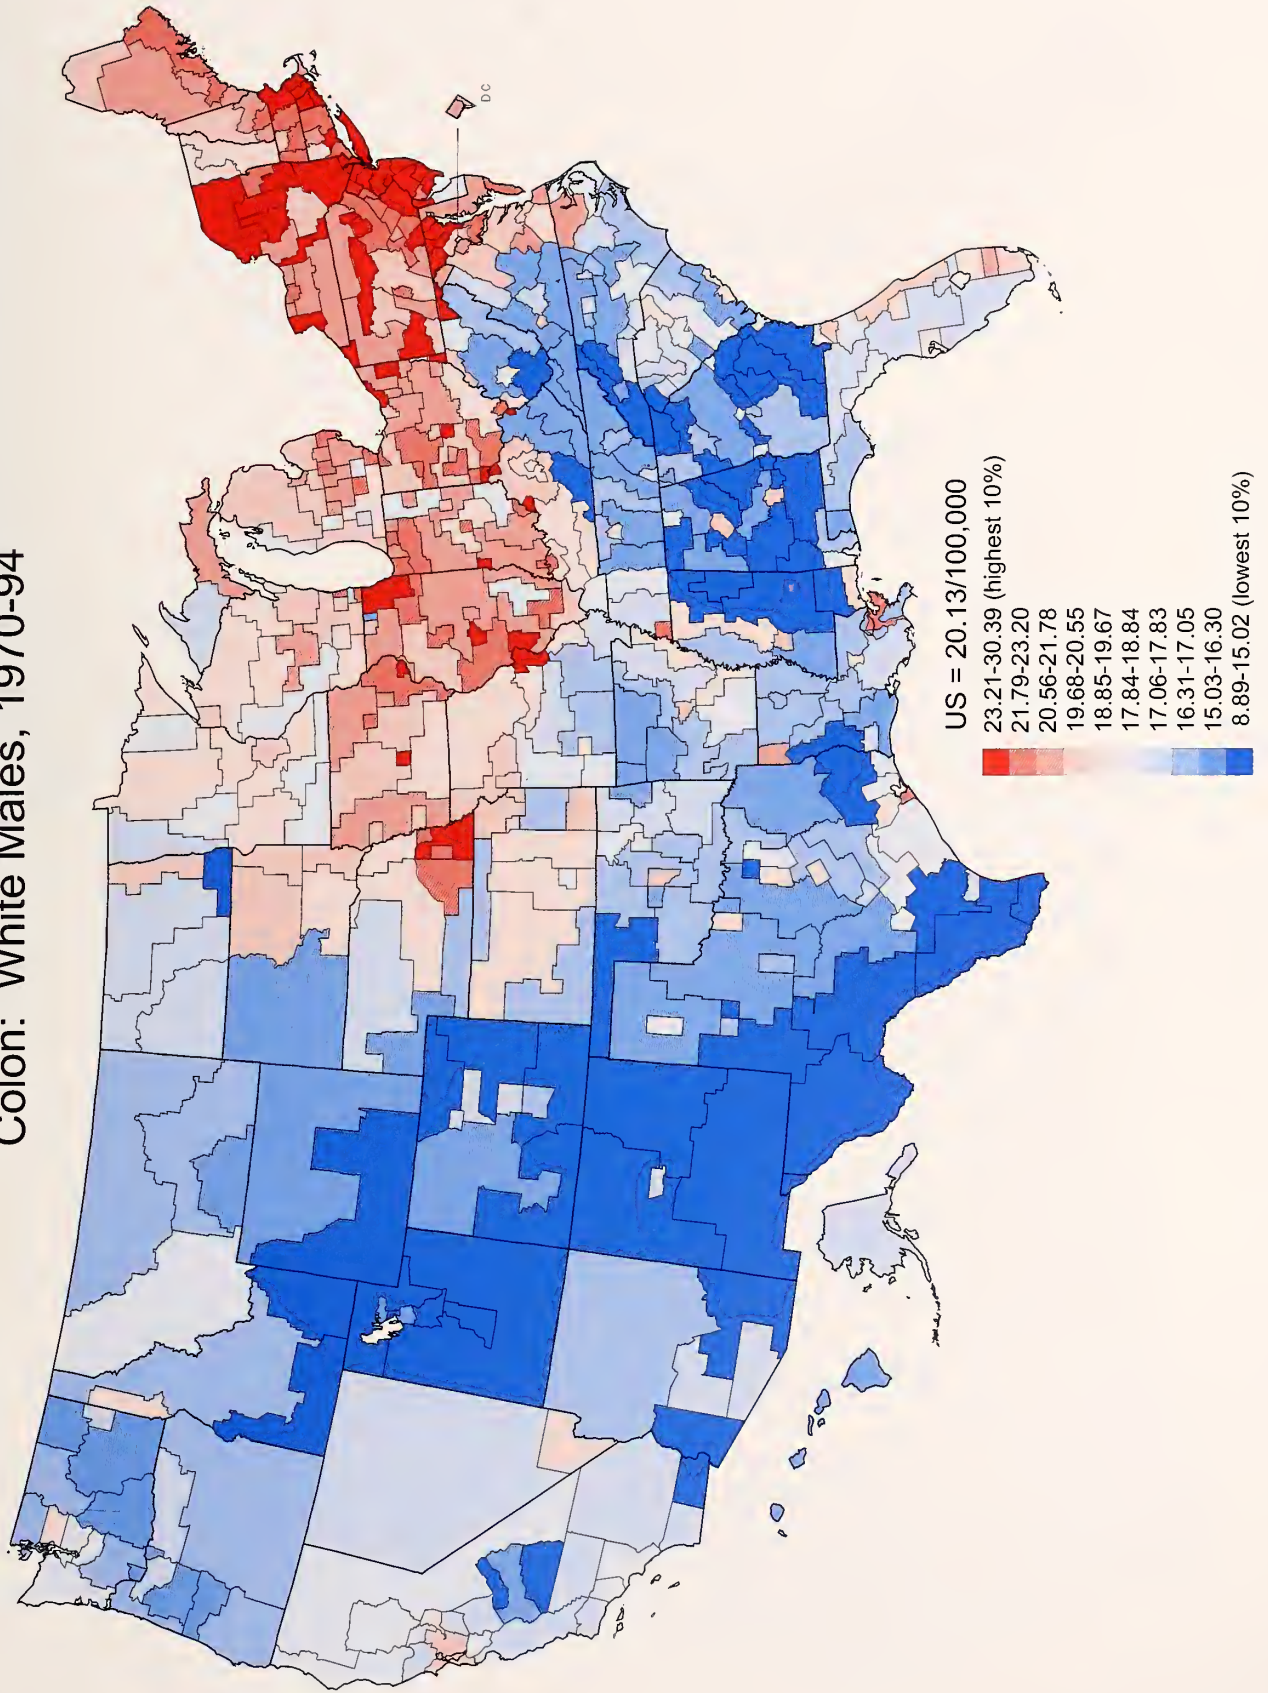 Colon: White Males, 1970-94
DC
US = 20.13/100,000
23.21-30.39 (highest 10%)
21.79-23.20
20.56-21.78
19.68-20.55
18.85-19.67
17.84-18.84
17.06-17.83
16.31-17.05
15.03-16.30
8.89-15.02 (lowest 10%)